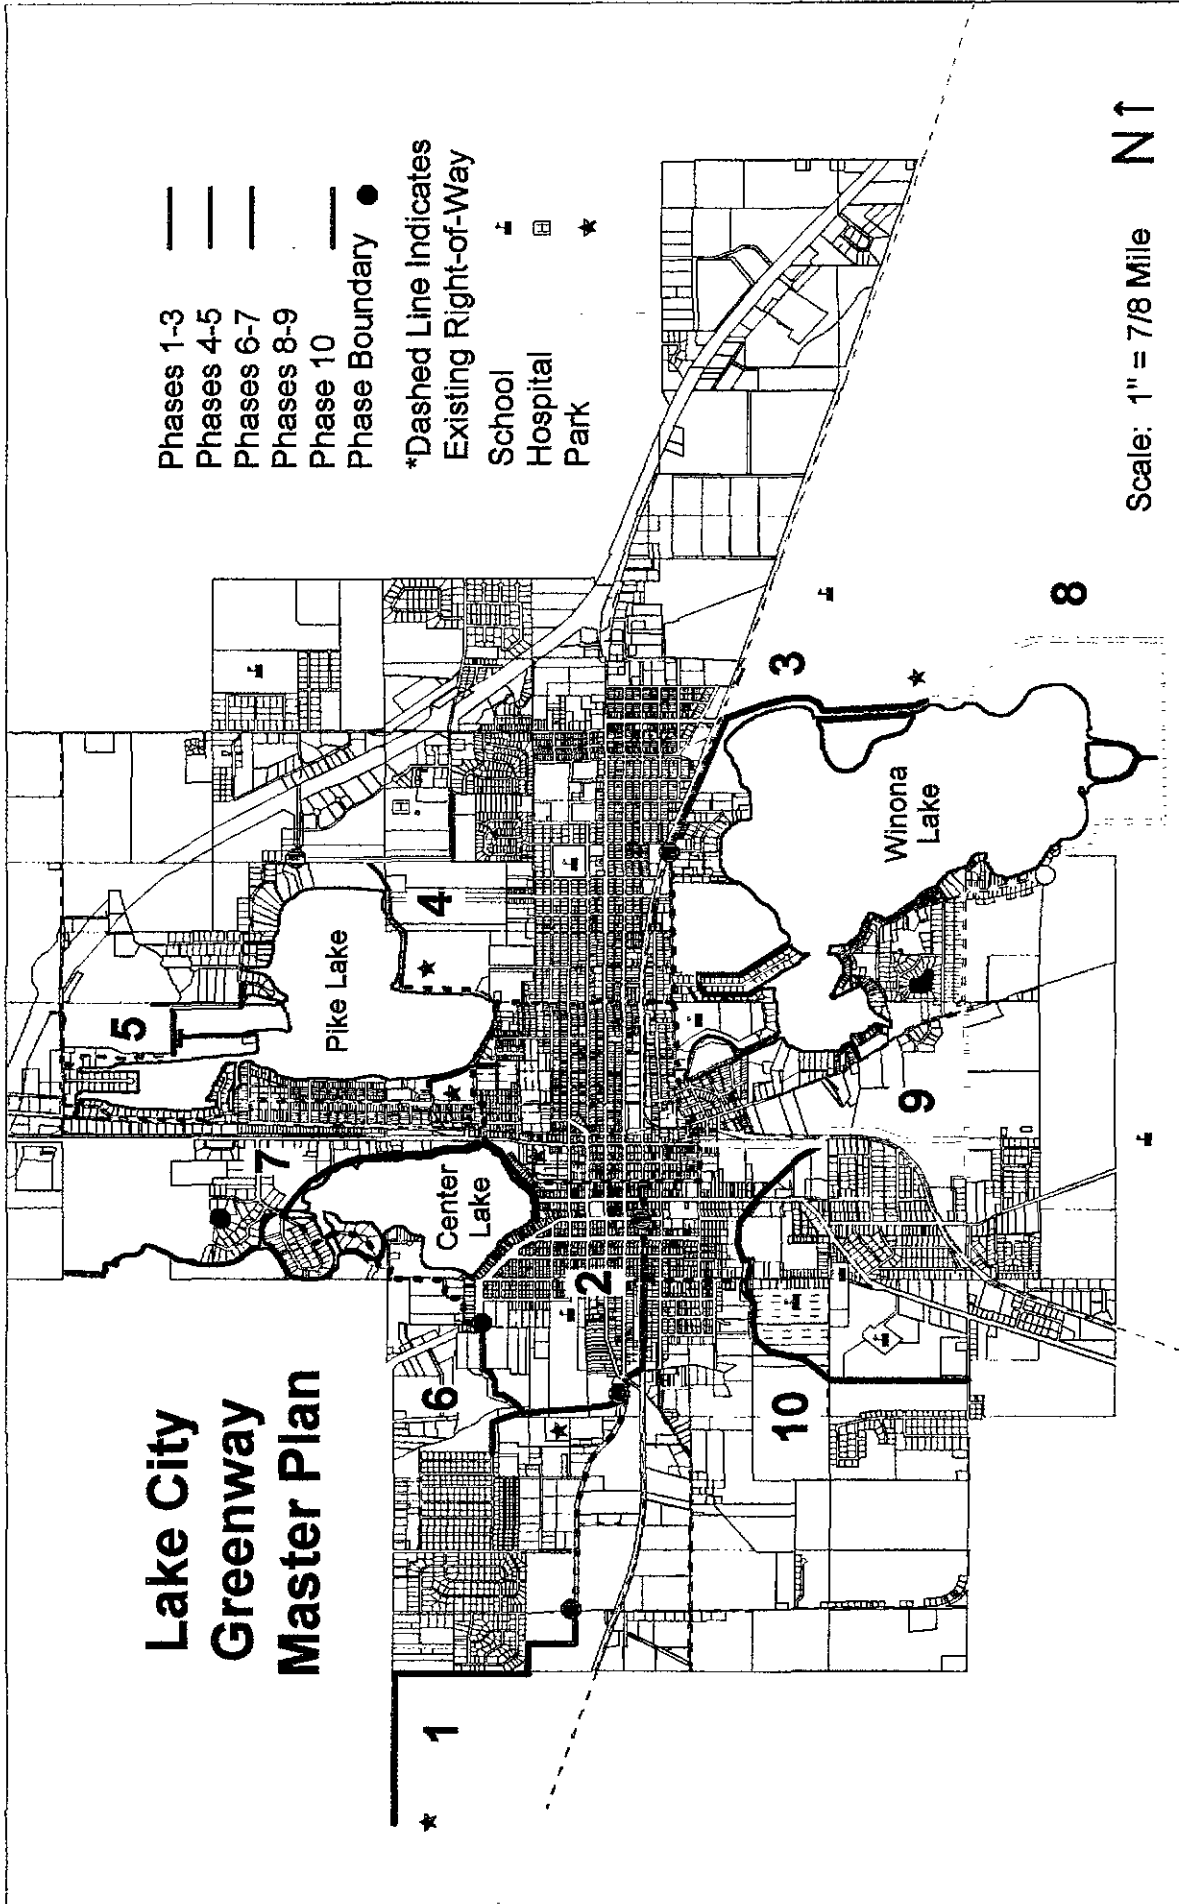 Lake City
Greenway
Master Plan
Phases 1-3
Phases 4-5
Phases 6-7
Phases 8-9
Phase 10
Phase Boundary
*Dashed Line Indicates
Existing Right-of-Way
School
Hospital
Park
1
6
7
5
4
2
10
9
3
8
Center
Lake
Pike Lake
Winona
Lake
Scale: 1" = 7/8 Mile
N↑